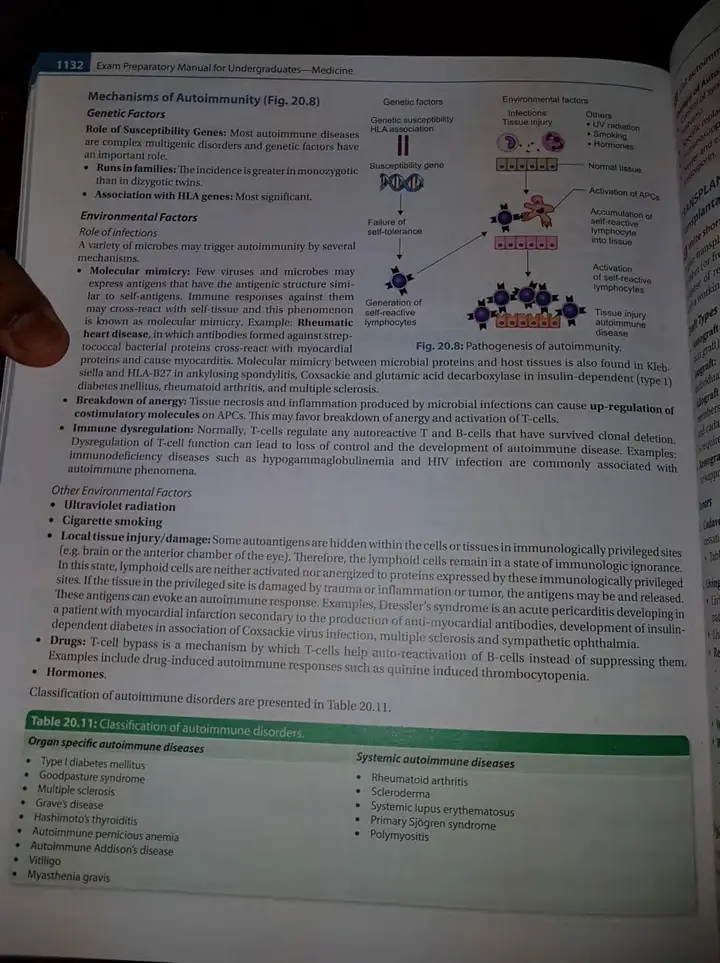 1132 Exam Preparatory Manual for Undergraduates—Medicine
Mechanisms of Autoimmunity (Fig. 20.8)
Genetic Factors
Role of Susceptibility Genes: Most autoimmune diseases
are complex multigenic disorders and genetic factors have
an important role.
• Runs in families: The incidence is greater in monozygotic
than in dizygotic twins.
• Association with HLA genes: Most significant.
Environmental Factors
Role of infections
A variety of microbes may trigger autoimmunity by several
mechanisms.
• Molecular mimicry: Few viruses and microbes may
express antigens that have the antigenic structure simi-
lar to self-antigens. Immune responses against them
may cross-react with self-tissue and this phenomenon
is known as molecular mimicry. Example: Rheumatic
heart disease, in which antibodies formed against strep-
tococcal bacterial proteins cross-react with myocardial
proteins and cause myocarditis. Molecular mimicry between microbial proteins and host tissues is also found in Kleb-
siella and HLA-B27 in ankylosing spondylitis, Coxsackie and glutamic acid decarboxylase in insulin-dependent (type 1)
diabetes mellitus, rheumatoid arthritis, and multiple sclerosis.
Genetic factors
Genetic susceptibility
HLA association
Susceptibility gene
Failure of
self-tolerance
Generation of
self-reactive
lymphocytes
Environmental factors
Infections
Tissue injury
Others
• UV radiation
• Smoking
• Hormones
Normal tissue
Activation of APCs
Accumulation of
self-reactive
lymphocyte
into tissue
Activation
of self-reactive
lymphocytes
Tissue injury
autoimmune
disease
Fig. 20.8: Pathogenesis of autoimmunity.
• Breakdown of anergy: Tissue necrosis and inflammation produced by microbial infections can cause up-regulation of
costimulatory molecules on APCs. This may favor breakdown of anergy and activation of T-cells.
• Immune dysregulation: Normally, T-cells regulate any autoreactive T and B-cells that have survived clonal deletion.
Dysregulation of T-cell function can lead to loss of control and the development of autoimmune disease. Examples:
immunodeficiency diseases such as hypogammaglobulinemia and HIV infection are commonly associated with
autoimmune phenomena.
Other Environmental Factors
• Ultraviolet radiation
• Cigarette smoking
• Local tissue injury/damage: Some autoantigens are hidden within the cells or tissues in immunologically privileged sites
(e.g. brain or the anterior chamber of the eye). Therefore, the lymphoid cells remain in a state of immunologic ignorance.
In this state, lymphoid cells are neither activated nor anergized to proteins expressed by these immunologically privileged
sites. If the tissue in the privileged site is damaged by trauma or inflammation or tumor, the antigens may be and released.
These antigens can evoke an autoimmune response. Examples, Dressler's syndrome is an acute pericarditis developing in
a patient with myocardial infarction secondary to the production of anti-myocardial antibodies, development of insulin-
dependent diabetes in association of Coxsackie virus infection, multiple sclerosis and sympathetic ophthalmia.
• Drugs: T-cell bypass is a mechanism by which T-cells help auto-reactivation of B-cells instead of suppressing them.
Examples include drug-induced autoimmune responses such as quinine induced thrombocytopenia.
• Hormones.
Classification of autoimmune disorders are presented in Table 20.11.
Table 20.11: Classification of autoimmune disorders.
Organ specific autoimmune diseases
• Type I diabetes mellitus
• Goodpasture syndrome
• Multiple sclerosis
• Grave's disease
• Hashimoto's thyroiditis
• Autoimmune pernicious anemia
• Autoimmune Addison's disease
• Vitiligo
• Myasthenia gravis
Systemic autoimmune diseases
• Rheumatoid arthritis
• Scleroderma
• Systemic lupus erythematosus
• Primary Sjögren syndrome
• Polymyositis